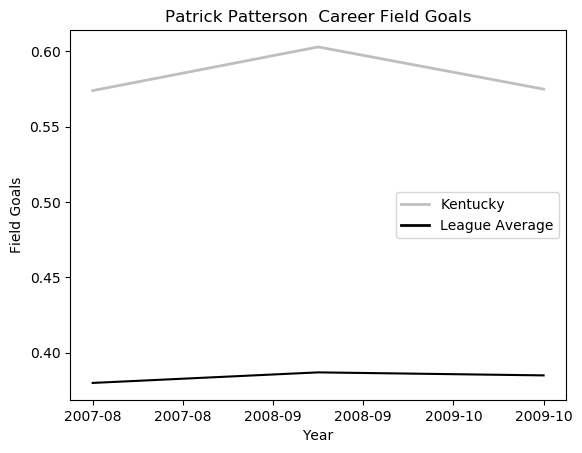 Patrick Patterson  Career Field Goals
0.60
0.55
0.50
0.45
0.40
Field Goals
Kentucky
League Average
2007-08 2007-08 2008-09 2008-09 2009-10 2009-10
Year